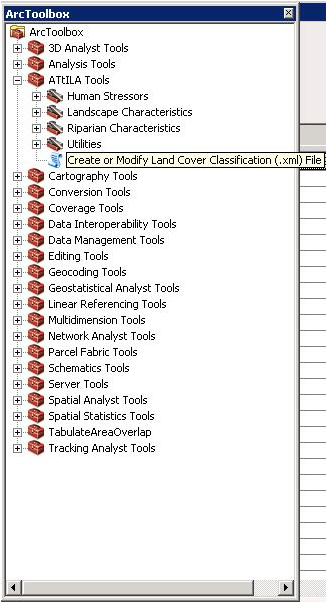 ArcToolbox
ArcToolbox
3D Analyst Tools
Analysis Tools
ATtILA Tools
Human Stressors
Landscape Characteristics
Riparian Characteristics
Utilities
Create or Modify Land Cover Classification (.xml) File
Cartography Tools
Conversion Tools
Coverage Tools
Data Interoperability Tools
Data Management Tools
Editing Tools
Geocoding Tools
Geostatistical Analyst Tools
Linear Referencing Tools
Multidimension Tools
Network Analyst Tools
Parcel Fabric Tools
Schematics Tools
Server Tools
Spatial Analyst Tools
Spatial Statistics Tools
TabulateAreaOverlap
Tracking Analyst Tools